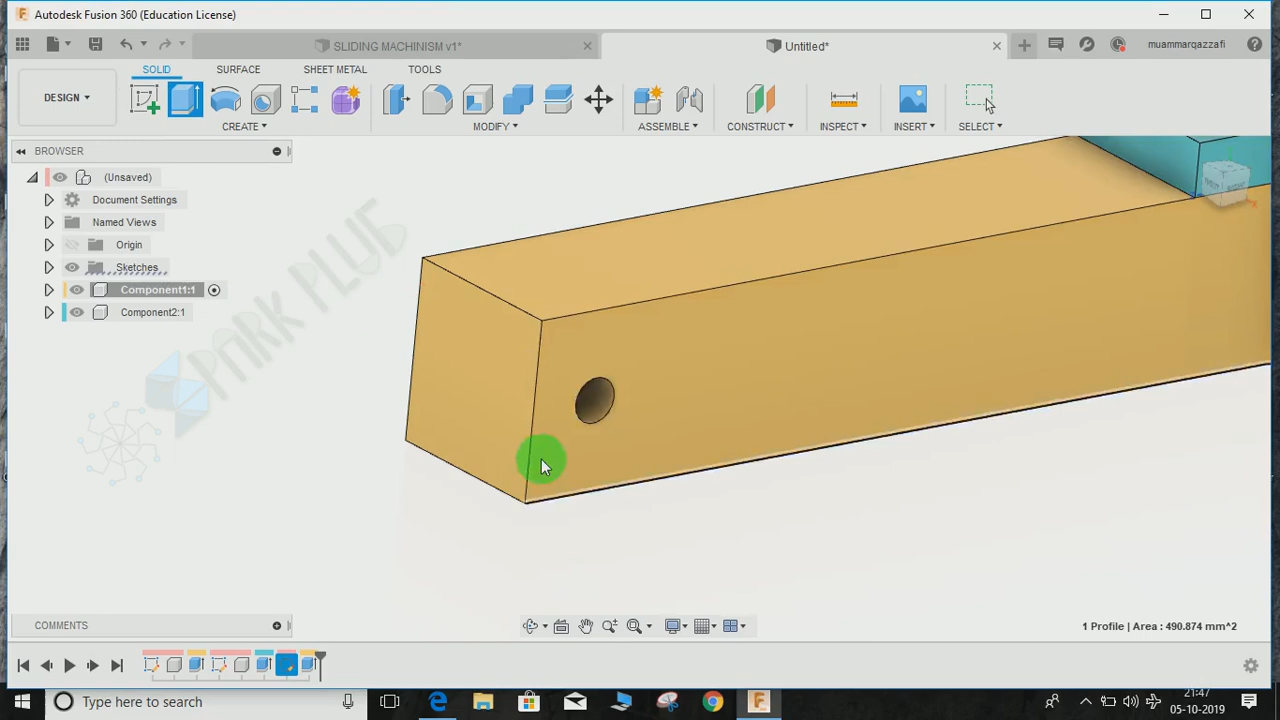 Autodesk Fusion 360 (Education License)
SLIDING MACHINISM v1*
Untitled*
muammarqazzafi
DESIGN
SOLID
SURFACE
SHEET METAL
TOOLS
CREATE
MODIFY
ASSEMBLE
CONSTRUCT
INSPECT
INSERT
SELECT
BROWSER
(Unsaved)
Document Settings
Named Views
Origin
Sketches
Component1:1
Component2:1
SPARK PLUG
COMMENTS
1 Profile | Area : 490.874 mm^2
Type here to search
21:47
05-10-2019